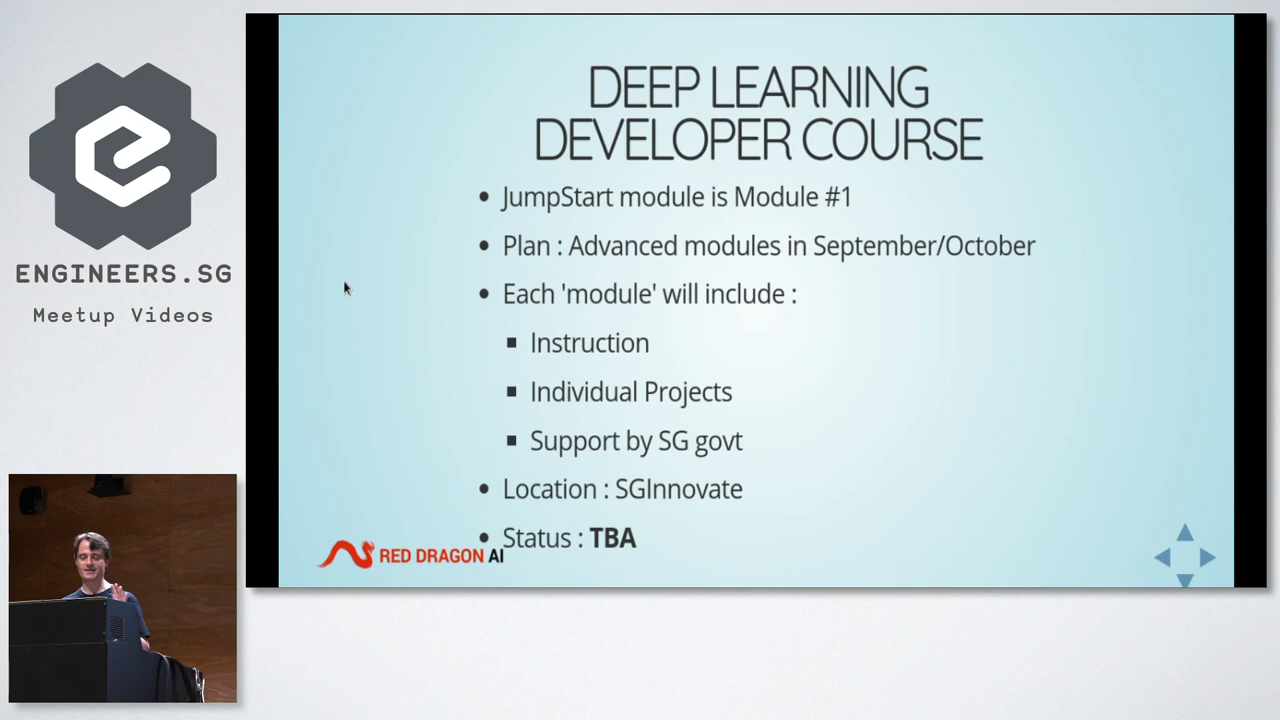 ENGINEERS.SG
Meetup Videos
DEEP LEARNING
DEVELOPER COURSE
• JumpStart module is Module #1
• Plan : Advanced modules in September/October
• Each 'module' will include :
▪ Instruction
▪ Individual Projects
▪ Support by SG govt
• Location : SGInnovate
• Status : TBA
RED DRAGON AI